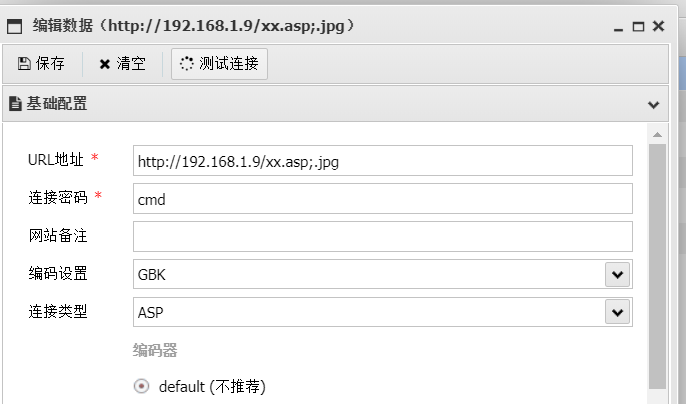 编辑数据（http://192.168.1.9/xx.asp;.jpg）
保存 清空 测试连接
基础配置
URL地址 * http://192.168.1.9/xx.asp;.jpg
连接密码 * cmd
网站备注
编码设置 GBK
连接类型 ASP
编码器
default (不推荐)